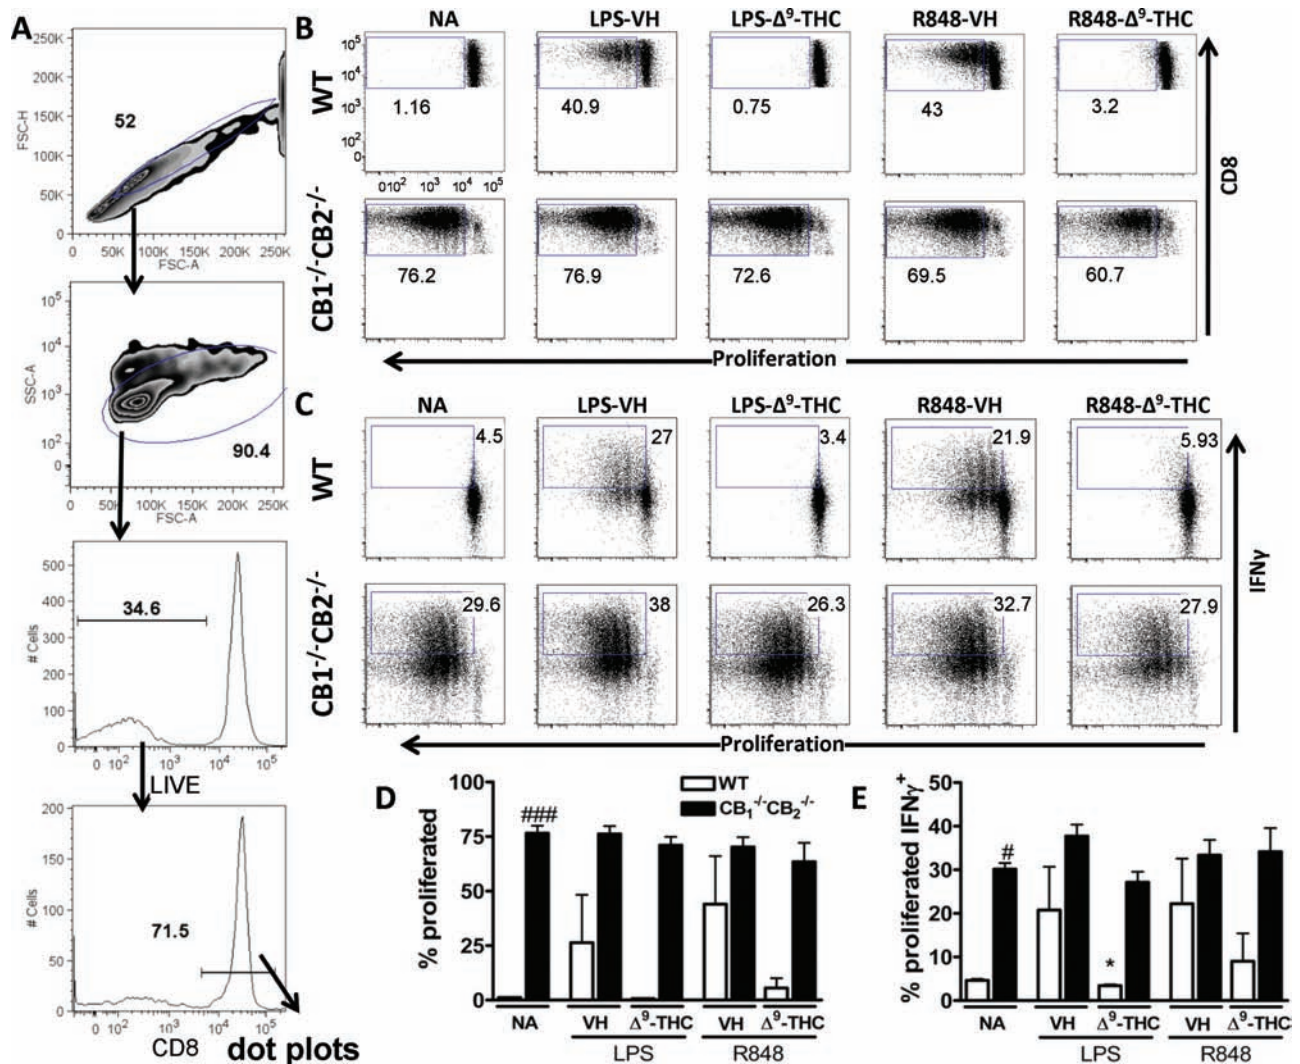 A
250K
200K
150K
100K
50K
0
FSC-H
52
0 50K 100K 150K 200K 250K
FSC-A
10⁵
10⁴
10³
10²
0
SSC-A
90.4
0 50K 100K 150K 200K 250K
FSC-A
500
400
300
200
100
0
# Cells
34.6
0 10² 10³ 10⁴ 10⁵
LIVE
200
150
100
50
0
# Cells
71.5
0 10² 10³ 10⁴ 10⁵
CD8
dot plots
B
NA LPS-VH LPS-Δ⁹-THC R848-VH R848-Δ⁹-THC
WT
10⁵
10⁴
10³
10²
0
1.16 40.9 0.75 43 3.2
010² 10³ 10⁴ 10⁵
CB1⁻/⁻CB2⁻/⁻
76.2 76.9 72.6 69.5 60.7
CD8
Proliferation
C
NA LPS-VH LPS-Δ⁹-THC R848-VH R848-Δ⁹-THC
WT
4.5 27 3.4 21.9 5.93
CB1⁻/⁻CB2⁻/⁻
29.6 38 26.3 32.7 27.9
IFNγ
Proliferation
D
% proliferated
100
75
50
25
0
###
WT
CB₁⁻/⁻CB₂⁻/⁻
NA VH Δ⁹-THC VH Δ⁹-THC
LPS R848
E
% proliferated IFNγ⁺
50
40
30
20
10
0
#
*
NA VH Δ⁹-THC VH Δ⁹-THC
LPS R848